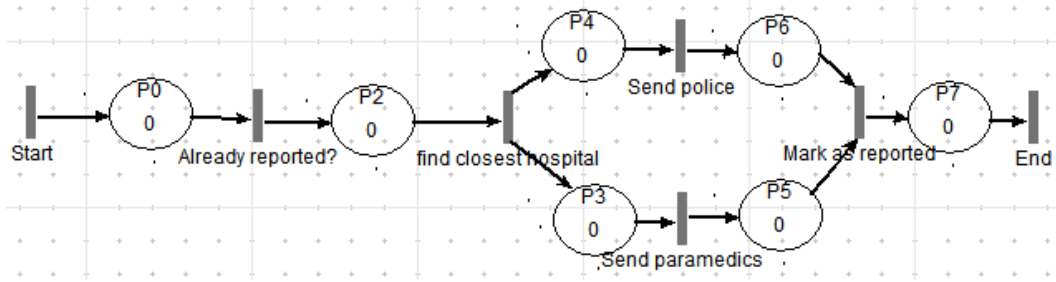 P0
0
P2
0
P4
0
P6
0
P7
0
P3
0
P5
0
Start
Already reported?
find closest hospital
Send police
Send paramedics
Mark as reported
End